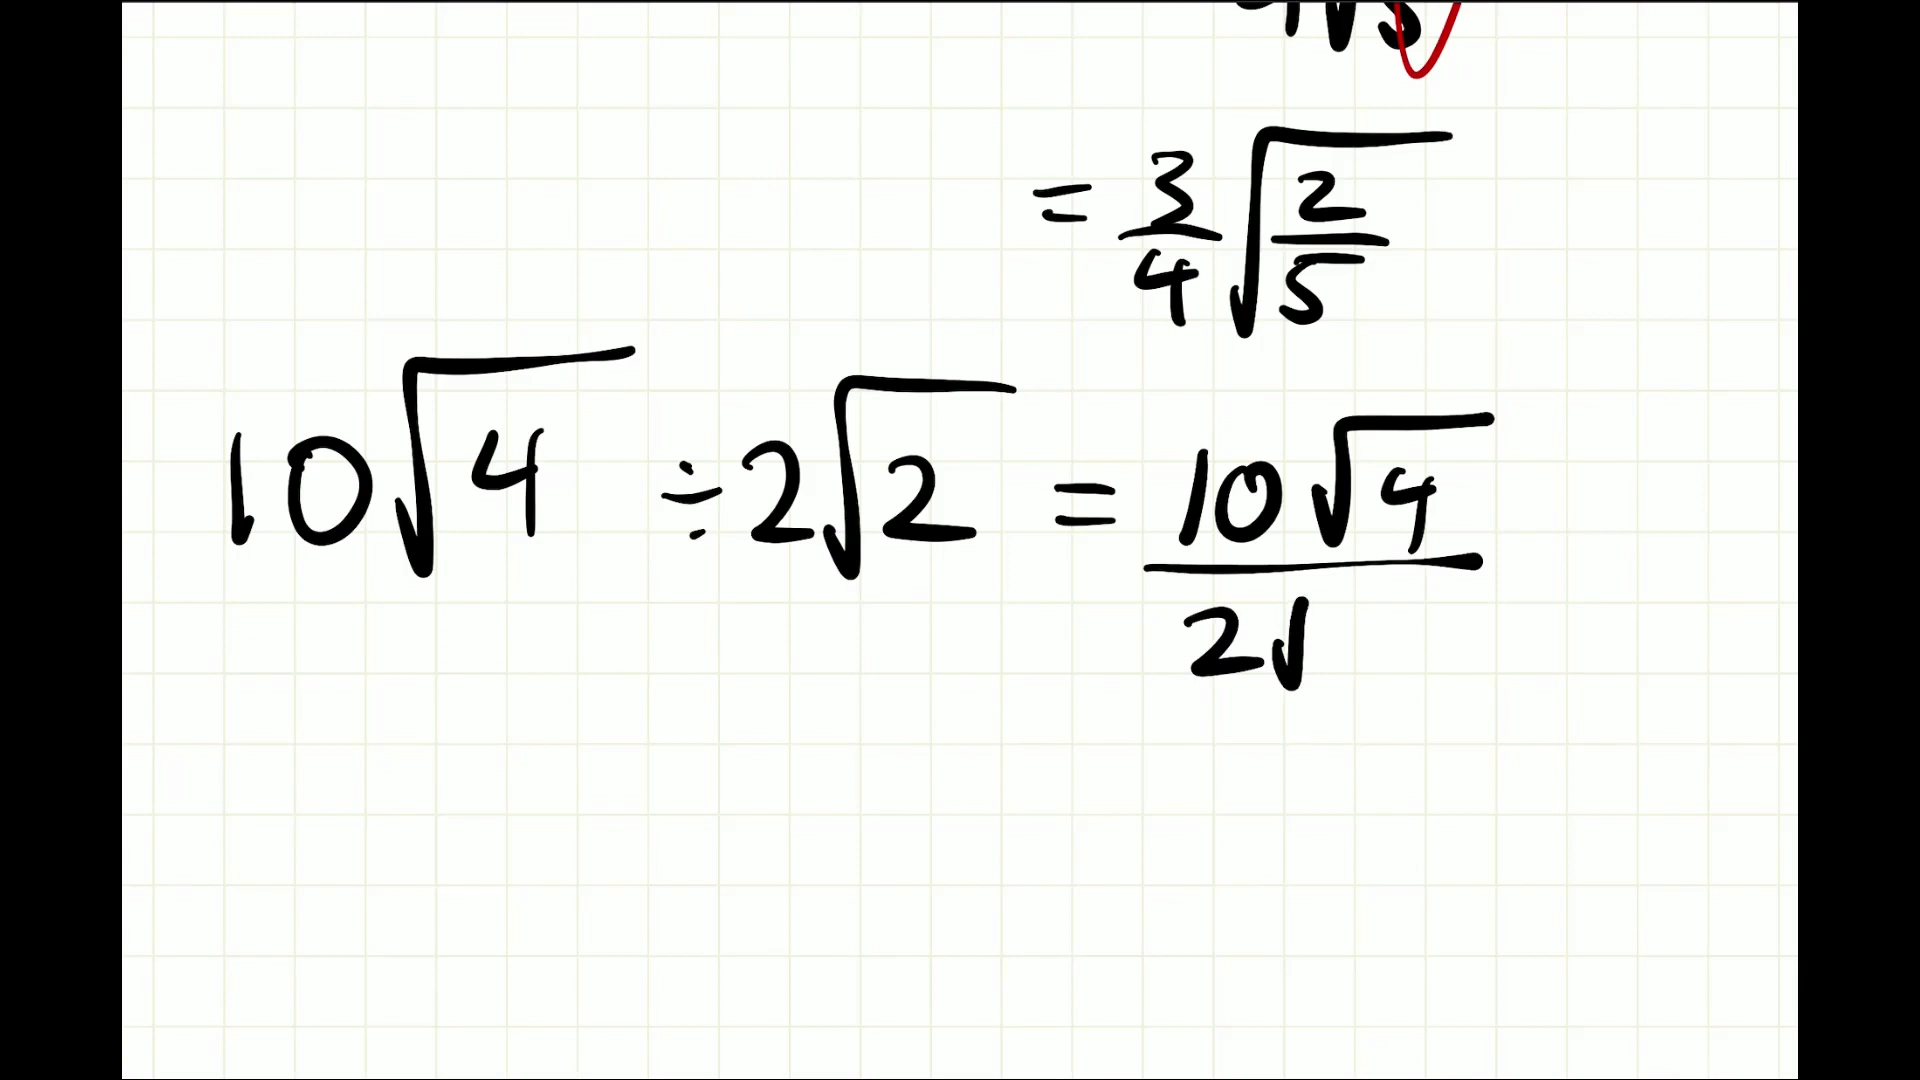 = 3/4 √2/5
10√4 ÷ 2√2 = 10√4
2√